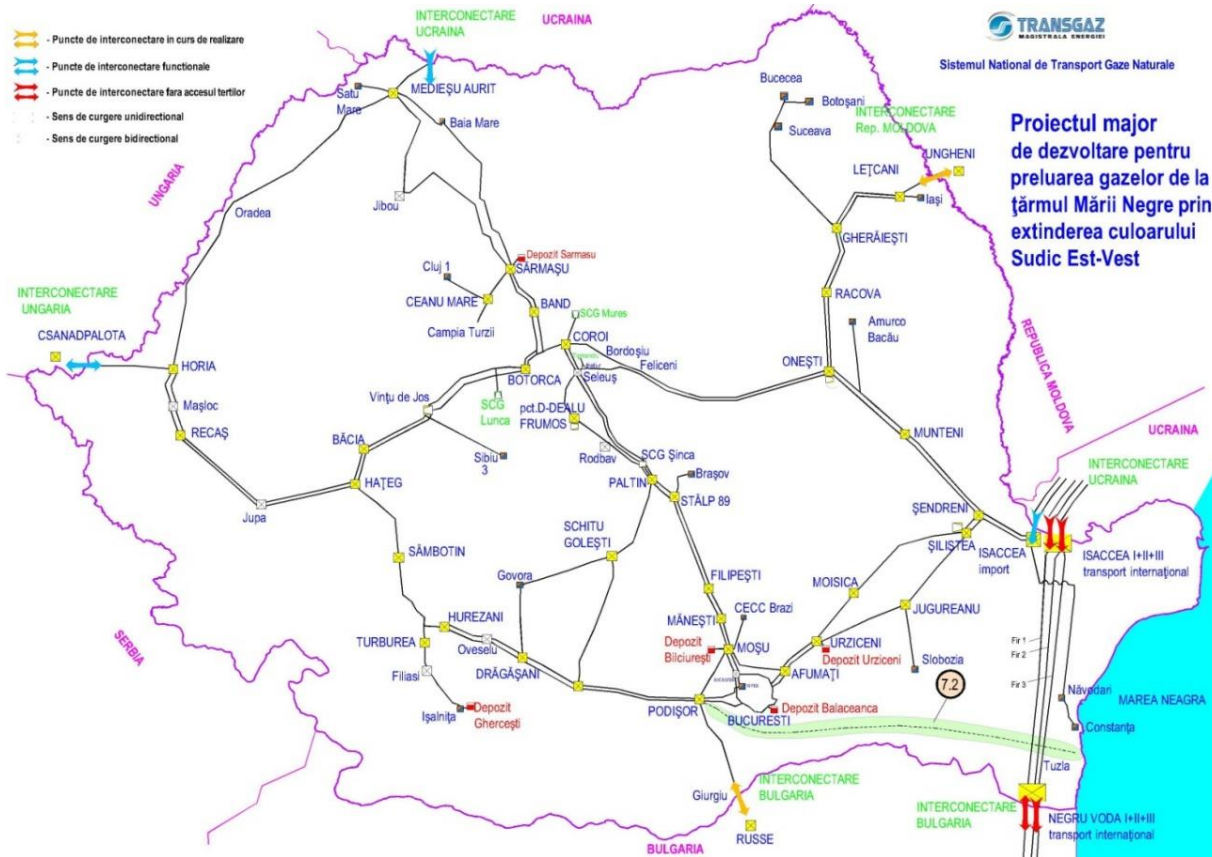 INTERCONECTARE
UCRAINA
UCRAINA
TRANSGAZ
MAGISTRALA ENERGIEI
Sistemul National de Transport Gaze Naturale
- Puncte de interconectare in curs de realizare
- Puncte de interconectare functionale
- Puncte de interconectare fara accesul tertilor
- Sens de curgere unidirectional
- Sens de curgere bidirectional
Proiectul major
de dezvoltare pentru
preluarea gazelor de la
ţărmul Mării Negre prin
extinderea culoarului
Sudic Est-Vest
Satu
Mare
MEDIEŞU AURIT
Baia Mare
Bucecea
Botoşani
Suceava
INTERCONECTARE
Rep. MOLDOVA
UNGHENI
LEŢCANI
Iaşi
UNGARIA
Jibou
Oradea
GHERĂIEŞTI
Depozit Sarmasu
SĂRMAŞU
Cluj 1
CEANU MARE
Campia Turzii
BAND
RACOVA
INTERCONECTARE
UNGARIA
CSANADPALOTA
HORIA
SCG Mures
COROI
Bordoşiu
Feliceni
Amurco
Bacău
ONEŞTI
REPUBLICA MOLDOVA
Maşloc
RECAŞ
BOTORCA
Seleuş
Vinţu de Jos
SCG
Lunca
pct.D-DEALU
FRUMOS
BĂCIA
Sibiu
3
Rodbav
SCG Şinca
MUNTENI
UCRAINA
INTERCONECTARE
UCRAINA
HAŢEG
Jupa
PALTIN
Braşov
STÂLP 89
ŞENDRENI
ŞILISTEA
ISACCEA
import
ISACCEA I+II+III
transport internaţional
SÂMBOTIN
SCHITU
GOLEŞTI
Govora
FILIPEŞTI
MOISICA
MĂNEŞTI
CECC Brazi
JUGUREANU
HUREZANI
Oveselu
TURBUREA
SERBIA
Depozit
Bilciureşti
MOŞU
URZICENI
Depozit Urziceni
Slobozia
Fir 1
Fir 2
Fir 3
DRĂGĂŞANI
Filiasi
AFUMAŢI
7.2
Işalniţa
Depozit
Gherceşti
PODIŞOR
BUCURESTI
Depozit Balaceanca
Năvodari
MAREA NEAGRA
Constanţa
Tuzla
Giurgiu
INTERCONECTARE
BULGARIA
RUSSE
BULGARIA
INTERCONECTARE
BULGARIA
NEGRU VODA I+II+III
transport internaţional